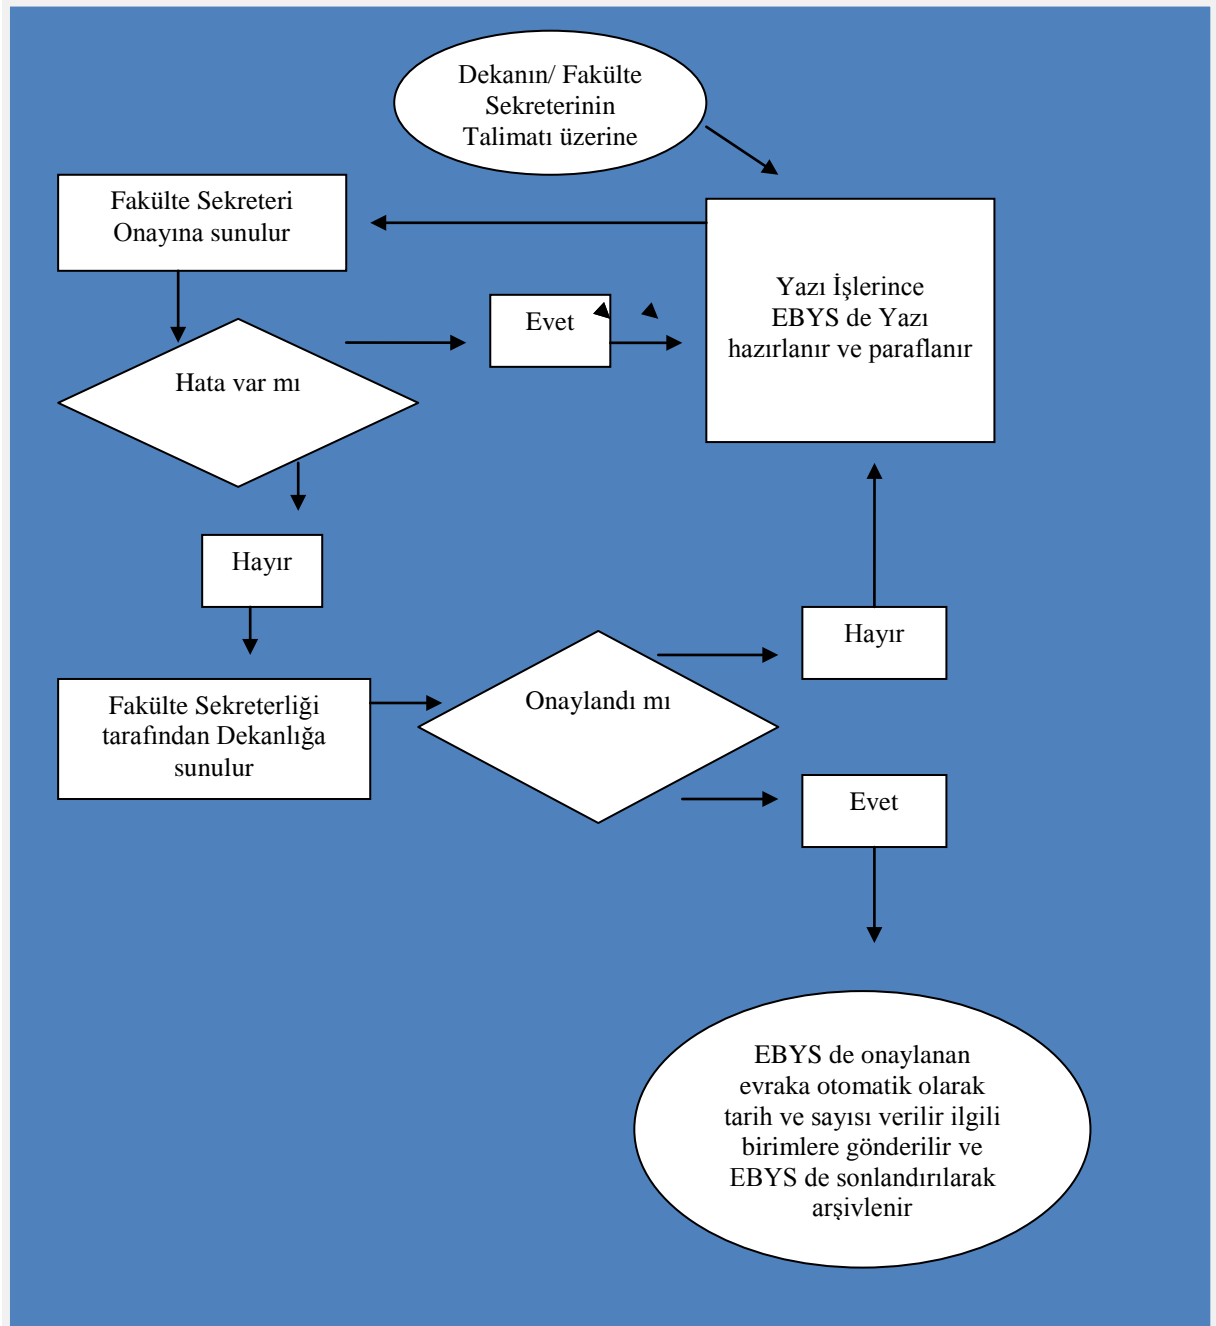 Dekanın/ Fakülte
Sekreterinin
Talimatı üzerine
Fakülte Sekreteri
Onayına sunulur
Yazı İşlerince
EBYS de Yazı
hazırlanır ve paraflanır
Evet
Hata var mı
Hayır
Hayır
Fakülte Sekreterliği
tarafından Dekanlığa
sunulur
Onaylandı mı
Evet
EBYS de onaylanan
evraka otomatik olarak
tarih ve sayısı verilir ilgili
birimlere gönderilir ve
EBYS de sonlandırılarak
arşivlenir